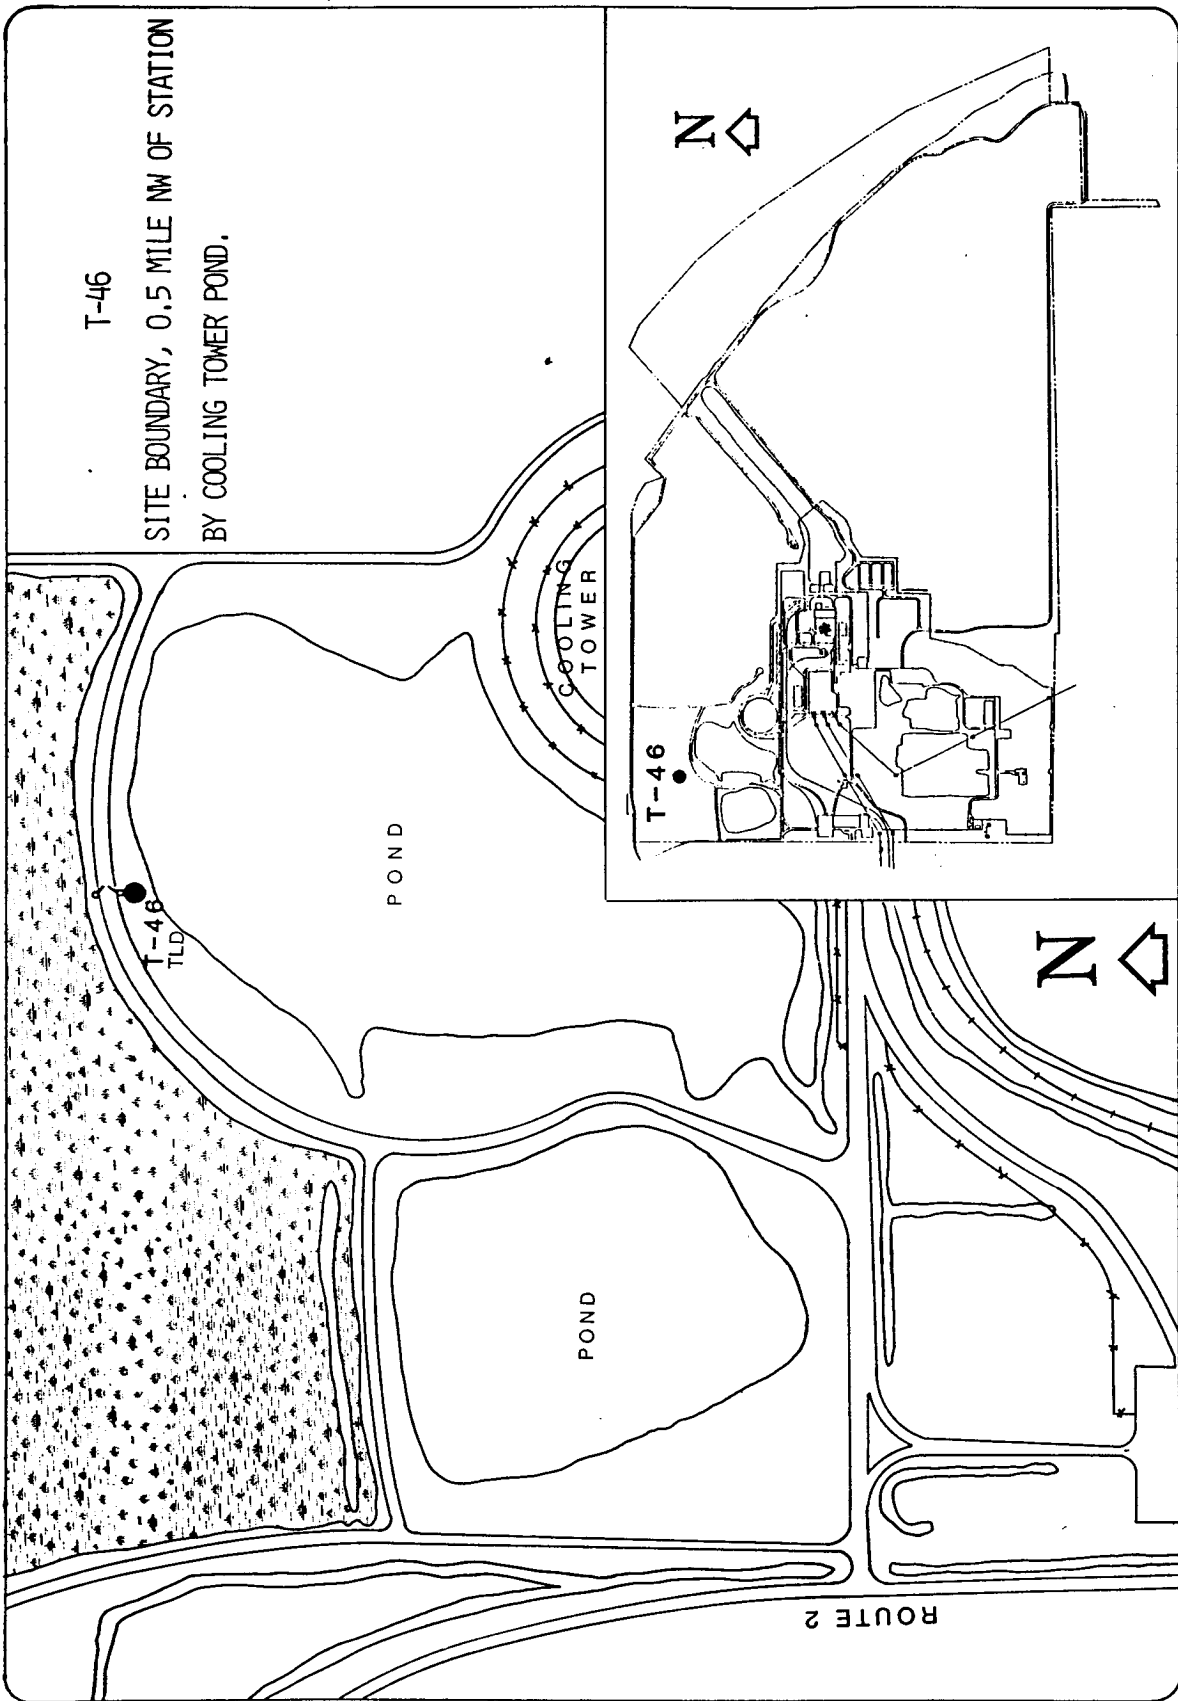 T-46
SITE BOUNDARY, 0.5 MILE NW OF STATION
BY COOLING TOWER POND.
N
T-46
COOLING
TOWER
POND
T-46
TLD
POND
N
ROUTE 2